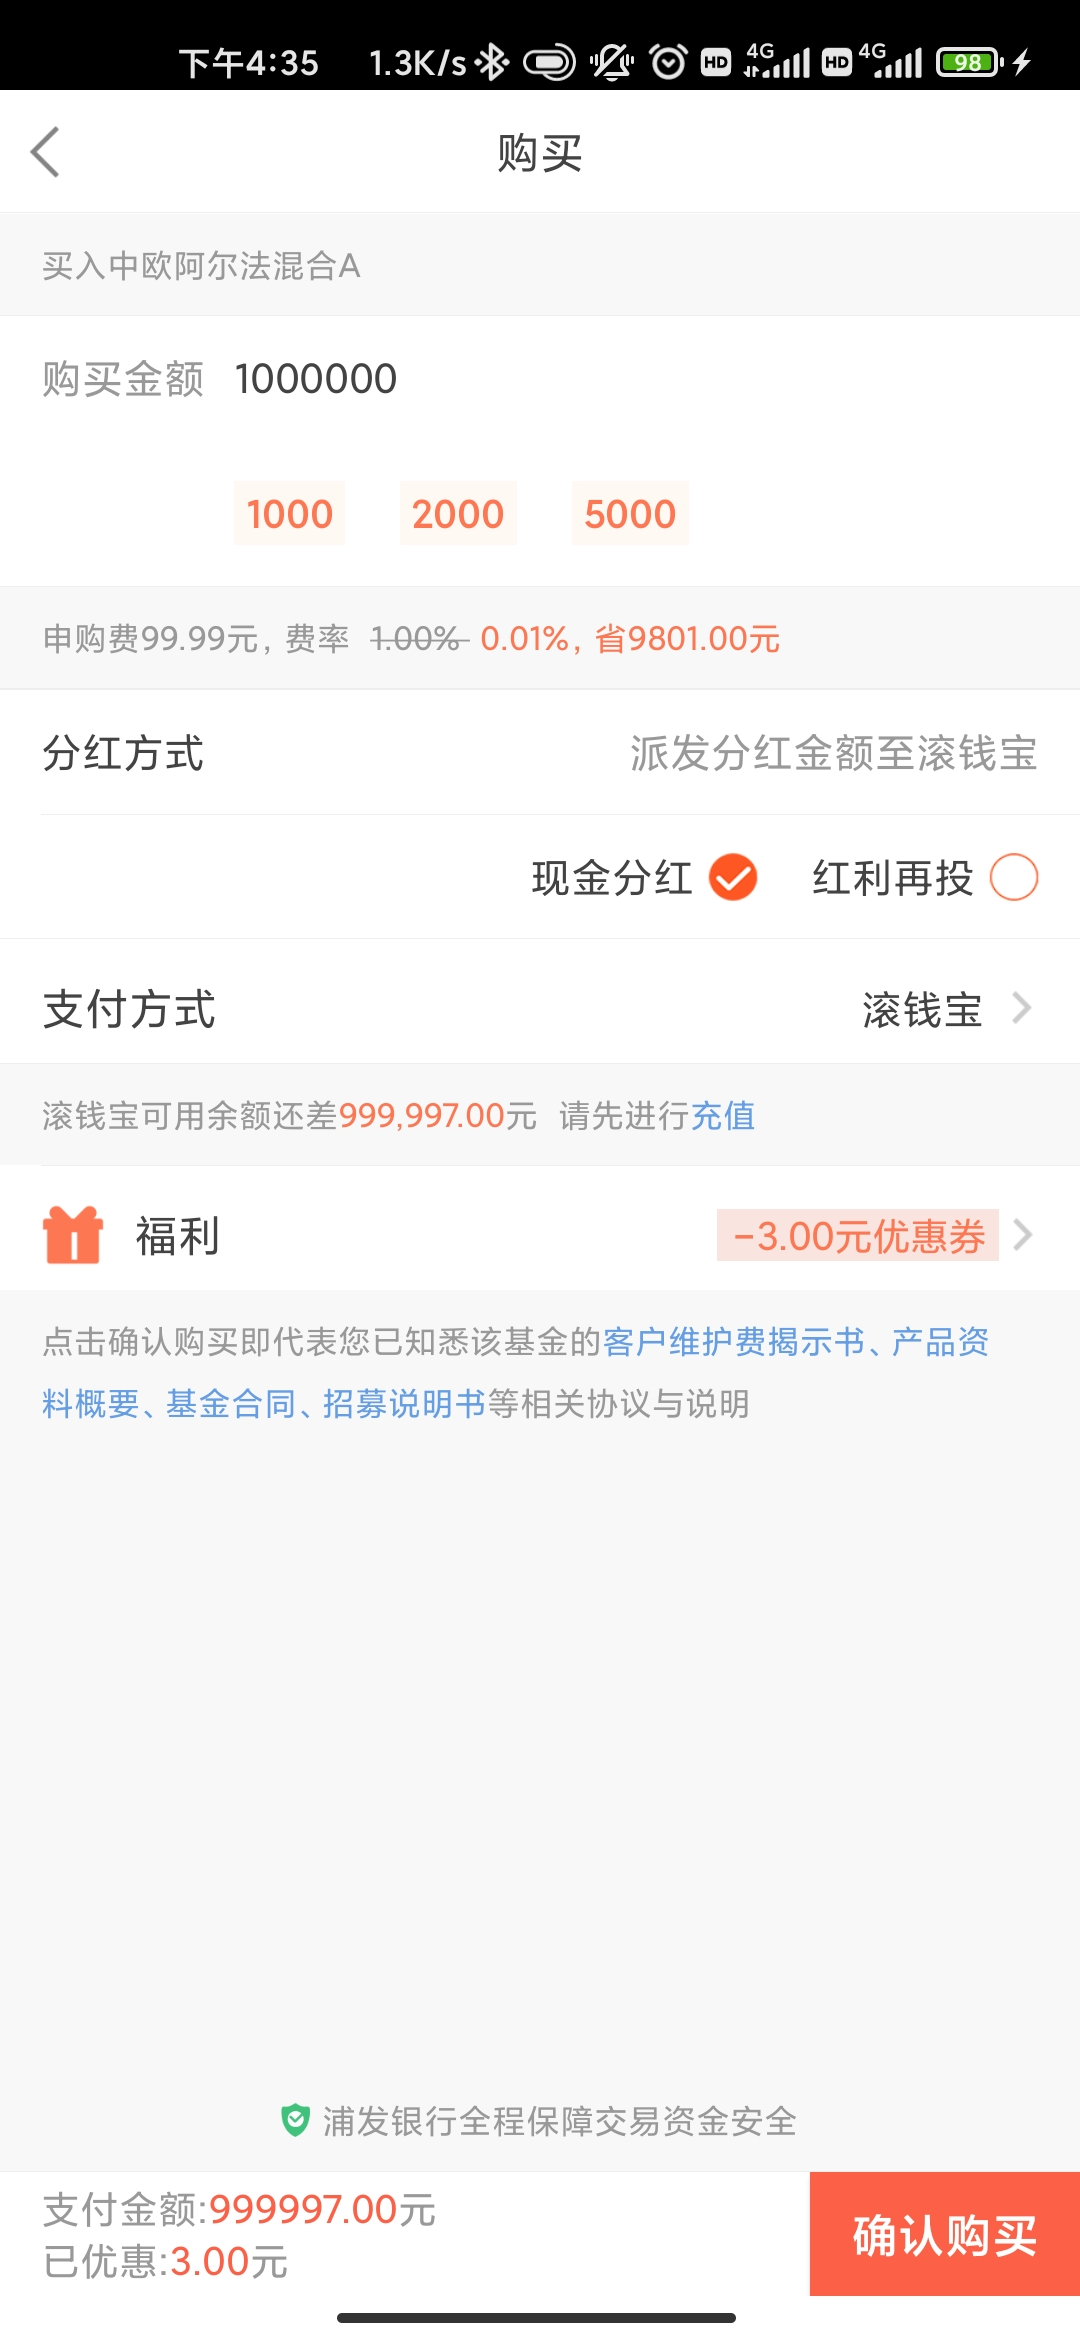 下午4:35 1.3K/s HD 4G HD 4G 98
购买
买入中欧阿尔法混合A
购买金额 1000000
1000 2000 5000
申购费99.99元, 费率 1.00% 0.01%, 省9801.00元
分红方式 派发分红金额至滚钱宝
现金分红 红利再投
支付方式 滚钱宝
滚钱宝可用余额还差999,997.00元 请先进行充值
福利 -3.00元优惠券
点击确认购买即代表您已知悉该基金的客户维护费揭示书、产品资
料概要、基金合同、招募说明书等相关协议与说明
浦发银行全程保障交易资金安全
支付金额:999997.00元
已优惠:3.00元
确认购买